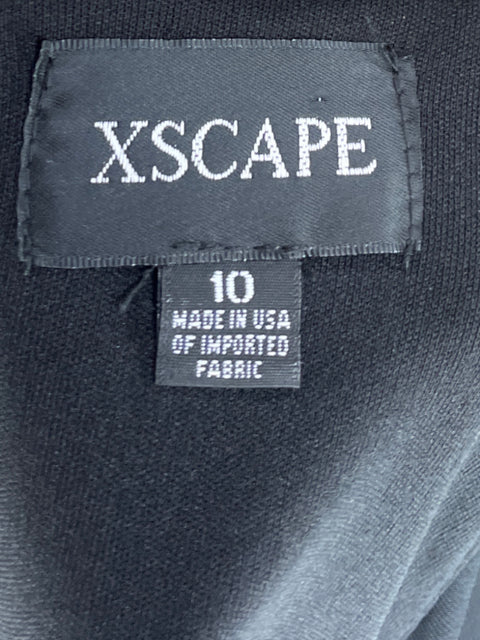 XSCAPE
10
MADE IN USA
OF IMPORTED
FABRIC